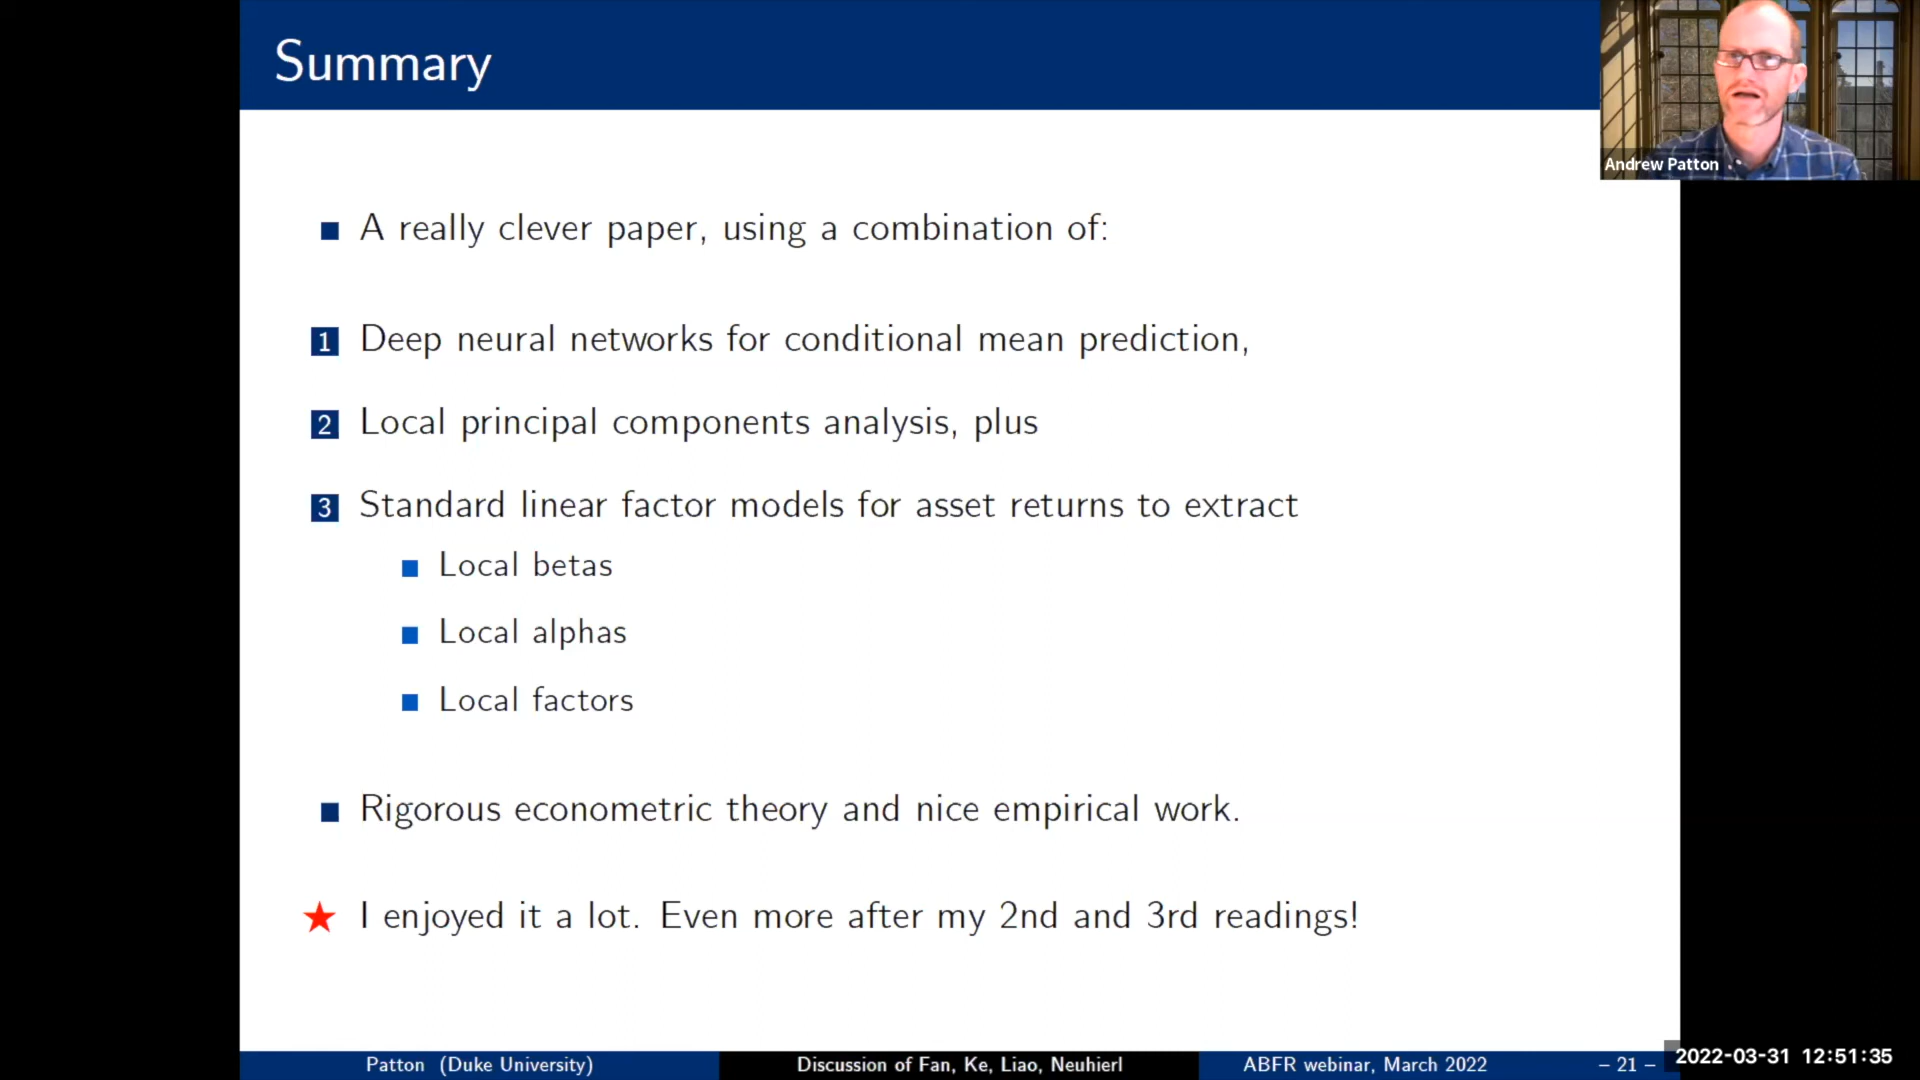 Summary
Andrew Patton
A really clever paper, using a combination of:
1 Deep neural networks for conditional mean prediction,
2 Local principal components analysis, plus
3 Standard linear factor models for asset returns to extract
Local betas
Local alphas
Local factors
Rigorous econometric theory and nice empirical work.
I enjoyed it a lot. Even more after my 2nd and 3rd readings!
Patton (Duke University)
Discussion of Fan, Ke, Liao, Neuhierl
ABFR webinar, March 2022
– 21 –
2022-03-31 12:51:35